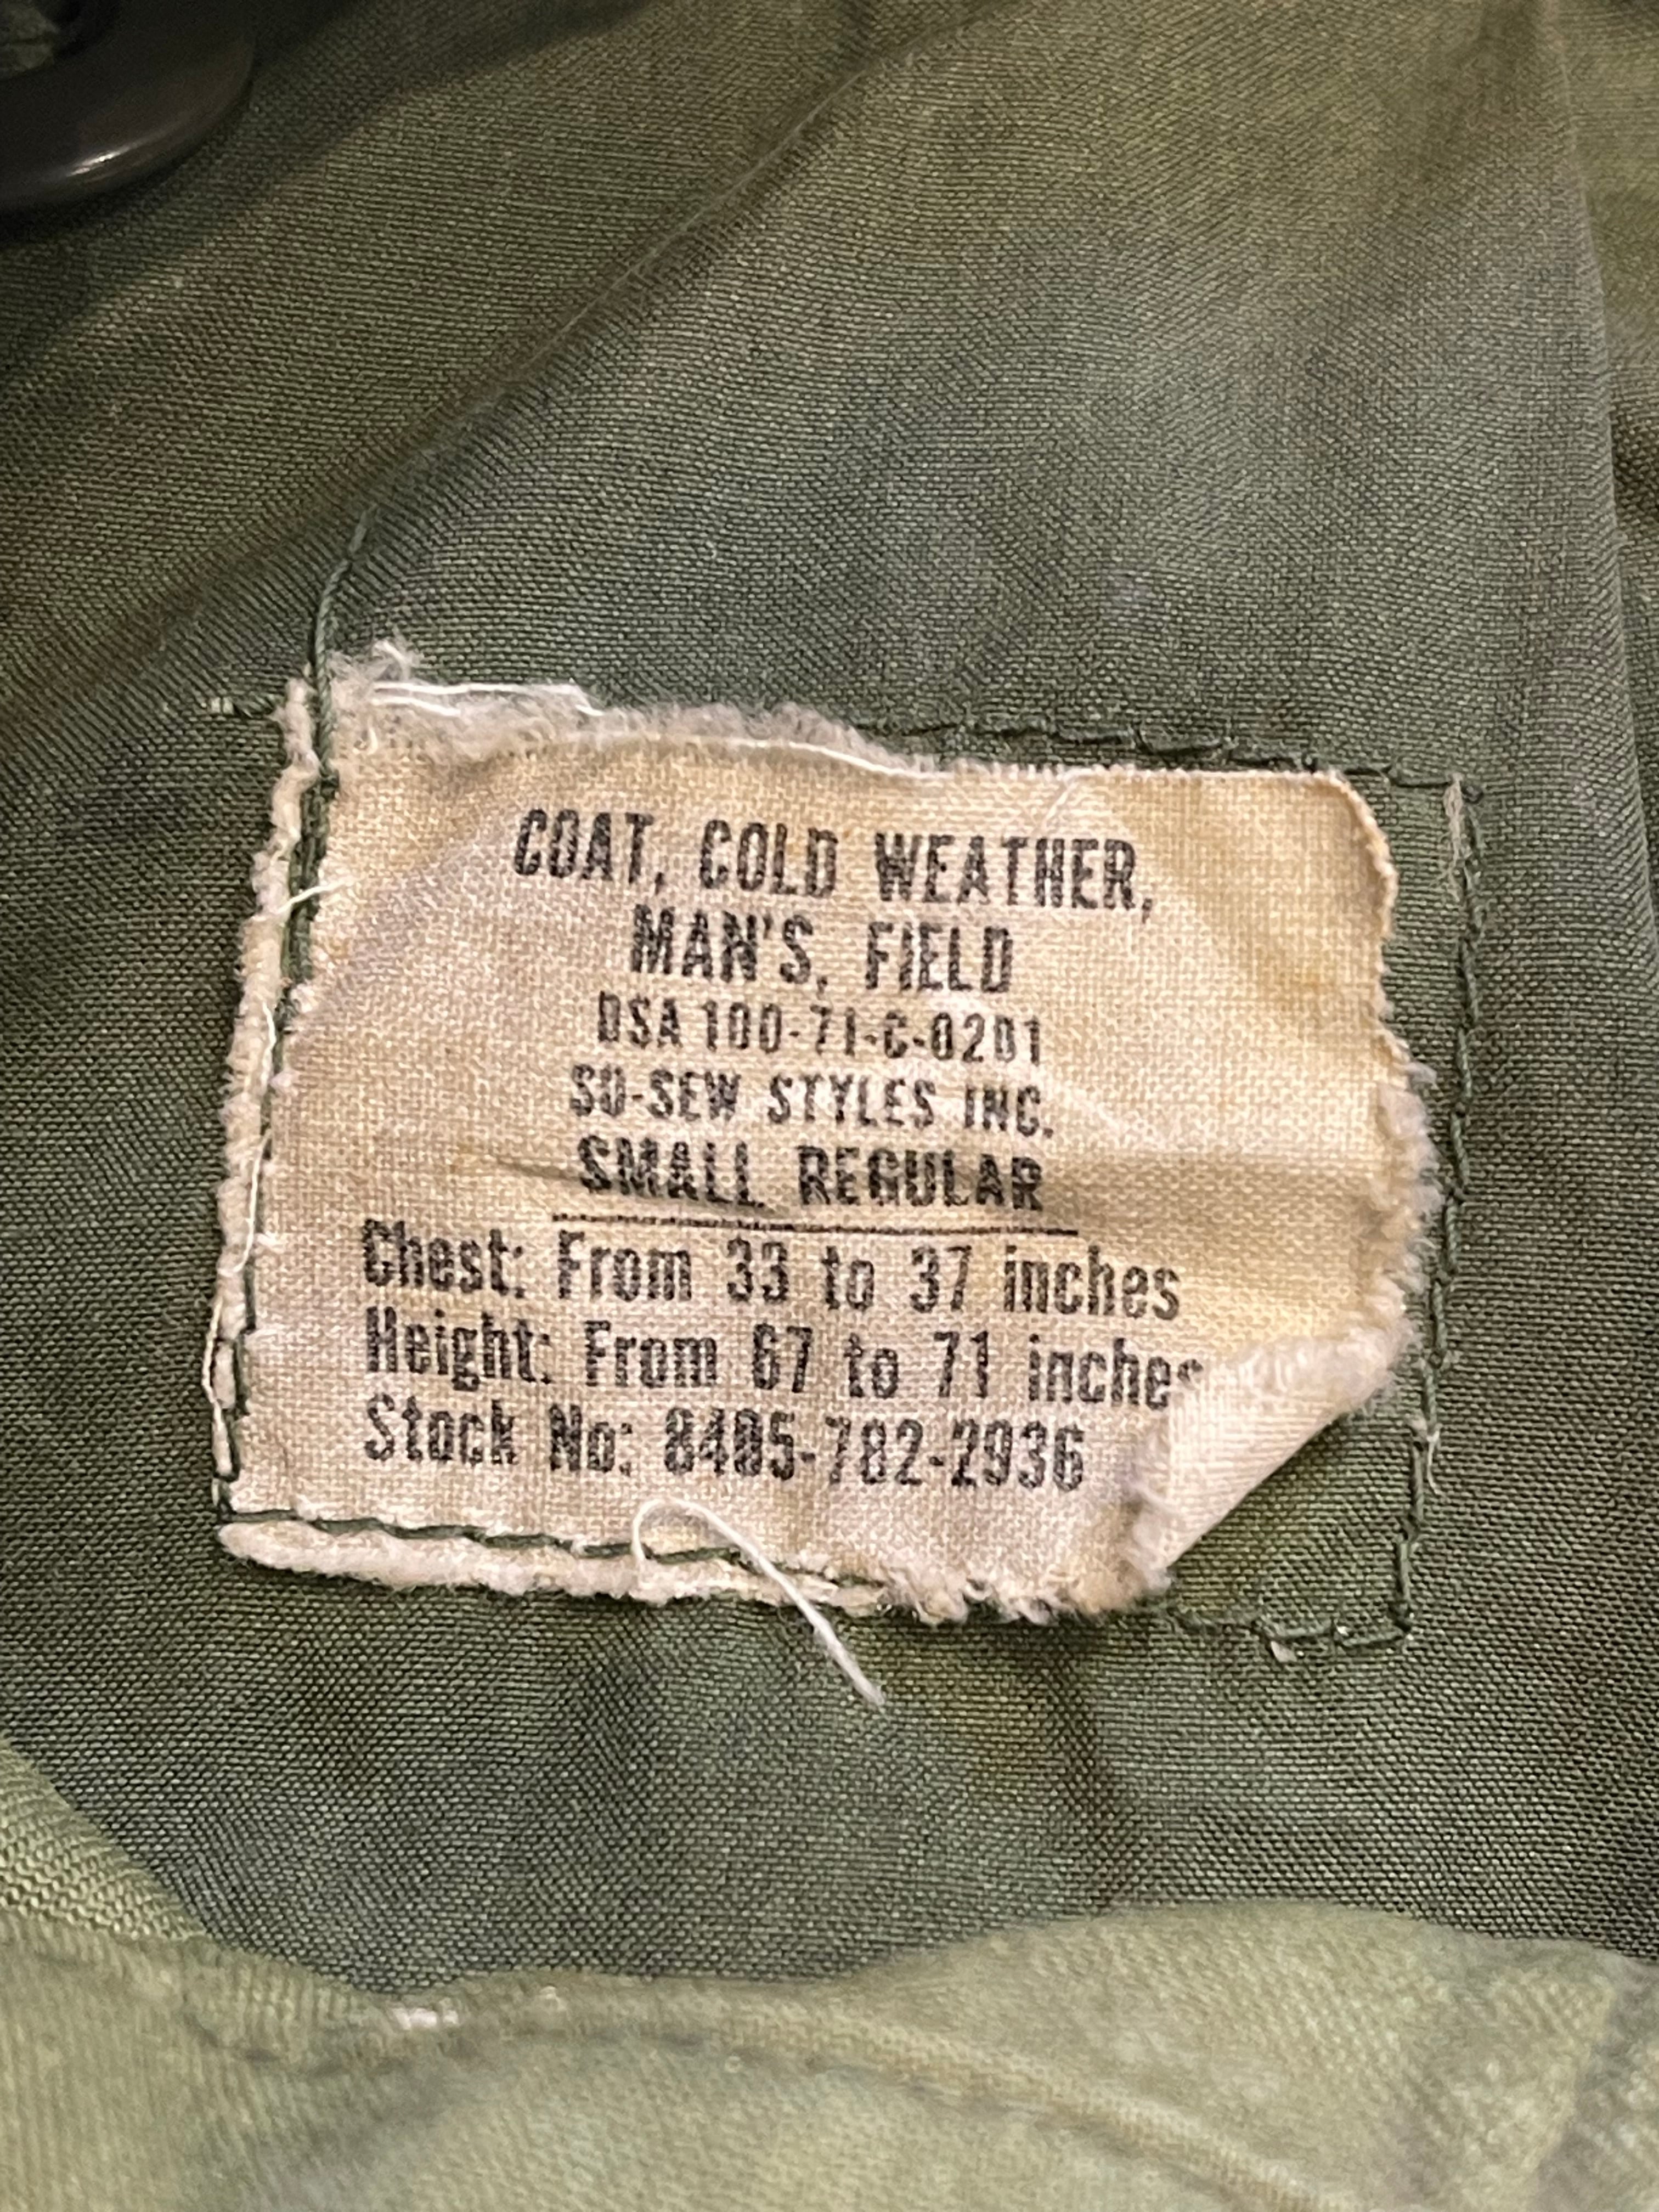 COAT, COLD WEATHER,
MAN'S, FIELD
DSA 100-71-C-0201
SO-SEW STYLES INC.
SMALL REGULAR
Chest: From 33 to 37 inches
Height: From 67 to 71 inches
Stock No: 8405-782-2936